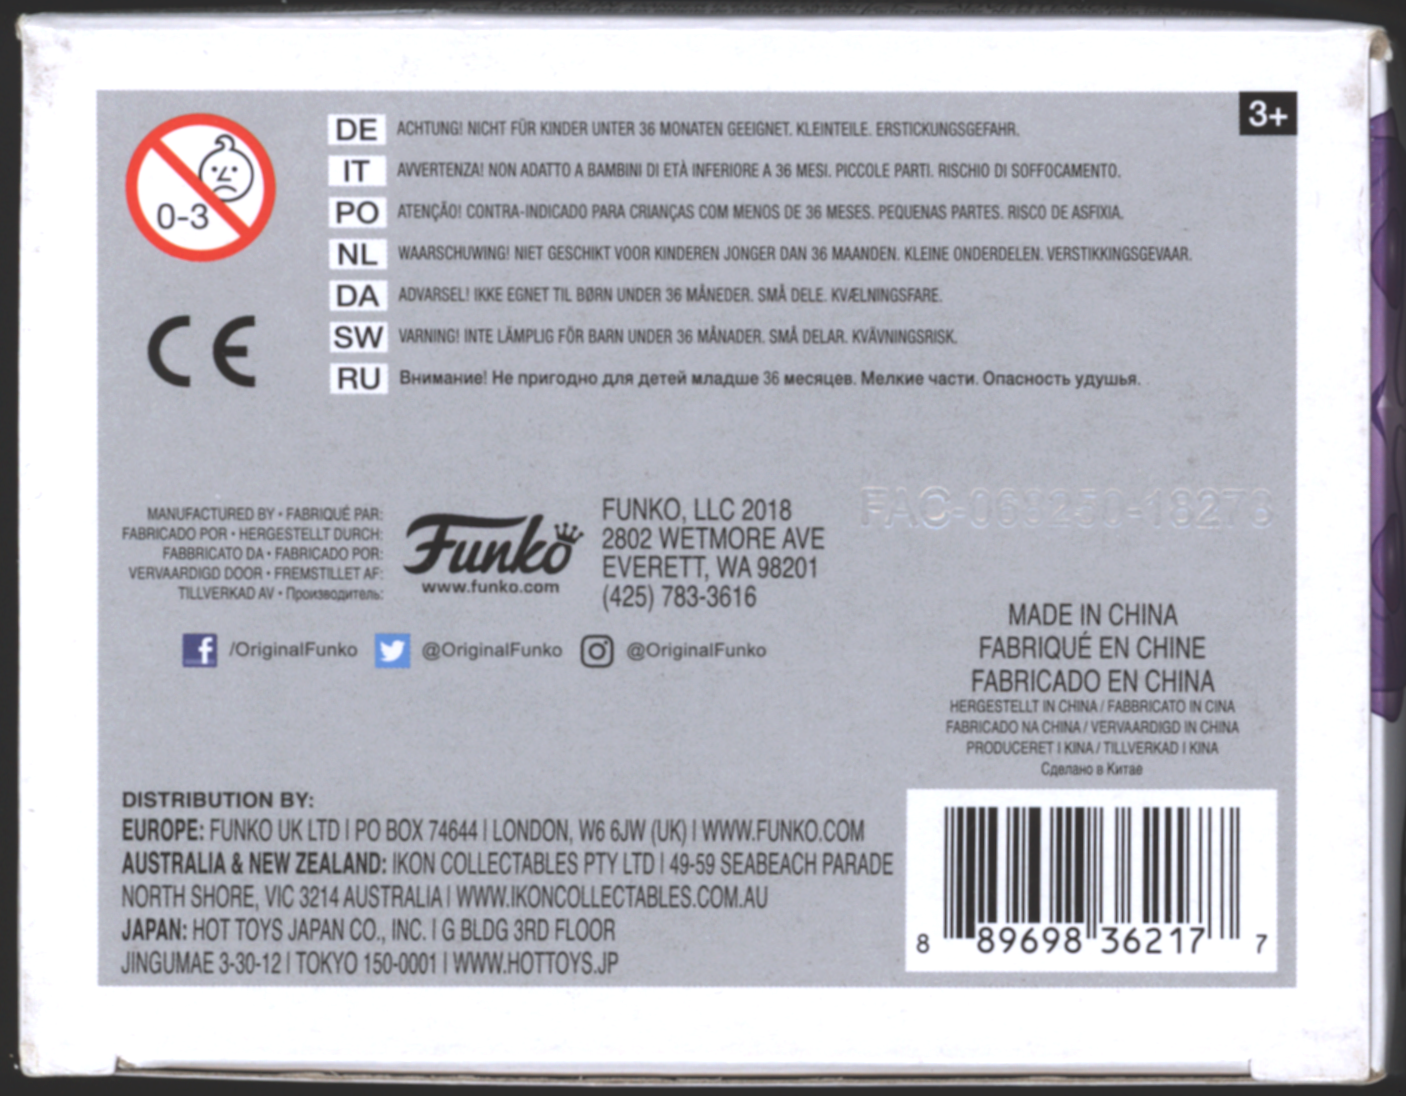 3+
0-3
DE ACHTUNG! NICHT FÜR KINDER UNTER 36 MONATEN GEEIGNET. KLEINTEILE. ERSTICKUNGSGEFAHR.
IT AVVERTENZA! NON ADATTO A BAMBINI DI ETÀ INFERIORE A 36 MESI. PICCOLE PARTI. RISCHIO DI SOFFOCAMENTO.
PO ATENÇÃO! CONTRA-INDICADO PARA CRIANÇAS COM MENOS DE 36 MESES. PEQUENAS PARTES. RISCO DE ASFIXIA.
NL WAARSCHUWING! NIET GESCHIKT VOOR KINDEREN JONGER DAN 36 MAANDEN. KLEINE ONDERDELEN. VERSTIKKINGSGEVAAR.
DA ADVARSEL! IKKE EGNET TIL BØRN UNDER 36 MÅNEDER. SMÅ DELE. KVÆLNINGSFARE.
SW VARNING! INTE LÄMPLIG FÖR BARN UNDER 36 MÅNADER. SMÅ DELAR. KVÄVNINGSRISK.
RU Внимание! Не пригодно для детей младше 36 месяцев. Мелкие части. Опасность удушья.
CE
MANUFACTURED BY • FABRIQUÉ PAR:
FABRICADO POR • HERGESTELLT DURCH:
FABBRICATO DA • FABRICADO POR:
VERVAARDIGD DOOR • FREMSTILLET AF:
TILLVERKAD AV • Производитель:
Funko
www.funko.com
FUNKO, LLC 2018
2802 WETMORE AVE
EVERETT, WA 98201
(425) 783-3616
/OriginalFunko @OriginalFunko @OriginalFunko
MADE IN CHINA
FABRIQUÉ EN CHINE
FABRICADO EN CHINA
HERGESTELLT IN CHINA / FABBRICATO IN CINA
FABRICADO NA CHINA / VERVAARDIGD IN CHINA
PRODUCERET I KINA / TILLVERKAD I KINA
Сделано в Китае
DISTRIBUTION BY:
EUROPE: FUNKO UK LTD | PO BOX 74644 | LONDON, W6 6JW (UK) | WWW.FUNKO.COM
AUSTRALIA & NEW ZEALAND: IKON COLLECTABLES PTY LTD | 49-59 SEABEACH PARADE
NORTH SHORE, VIC 3214 AUSTRALIA | WWW.IKONCOLLECTABLES.COM.AU
JAPAN: HOT TOYS JAPAN CO., INC. | G BLDG 3RD FLOOR
JINGUMAE 3-30-12 | TOKYO 150-0001 | WWW.HOTTOYS.JP
8 89698 36217 7